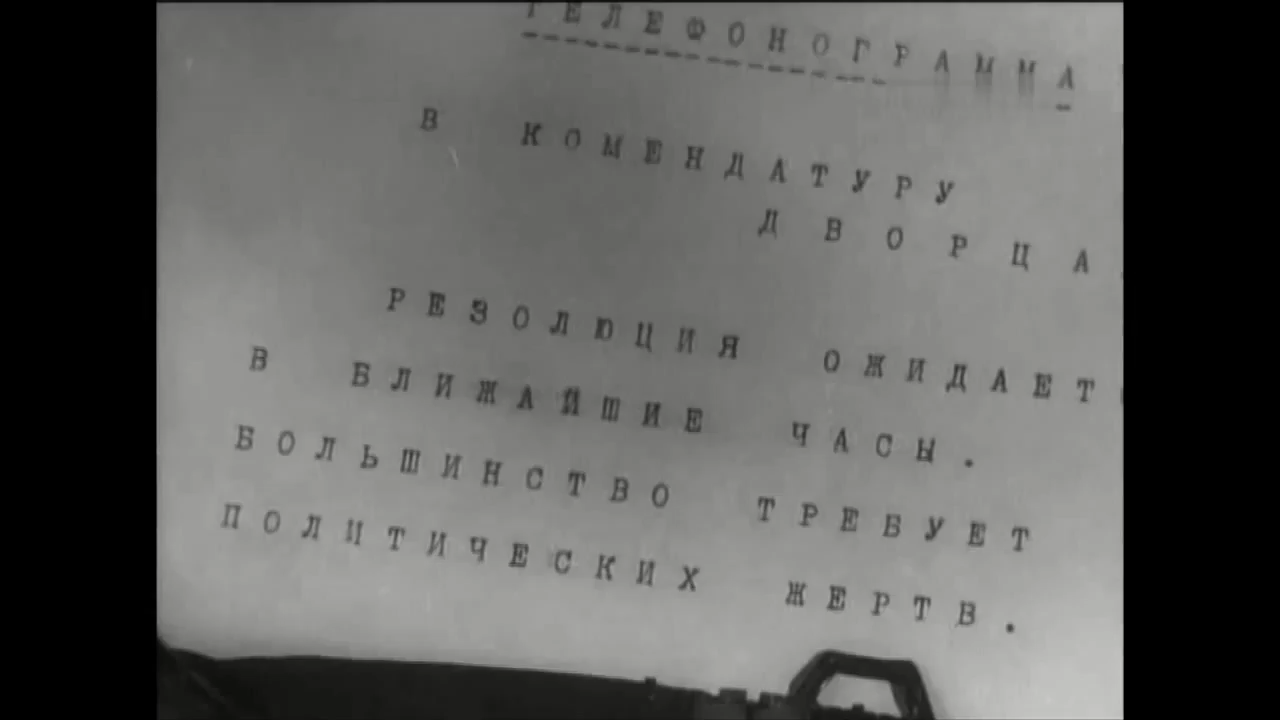 ТЕЛЕФОНОГРАММА
В КОМЕНДАТУРУ
ДВОРЦА.
РЕЗОЛЮЦИЯ ОЖИДАЕТ
В БЛИЖАЙШИЕ ЧАСЫ.
БОЛЬШИНСТВО ТРЕБУЕТ
ПОЛИТИЧЕСКИХ ЖЕРТВ.